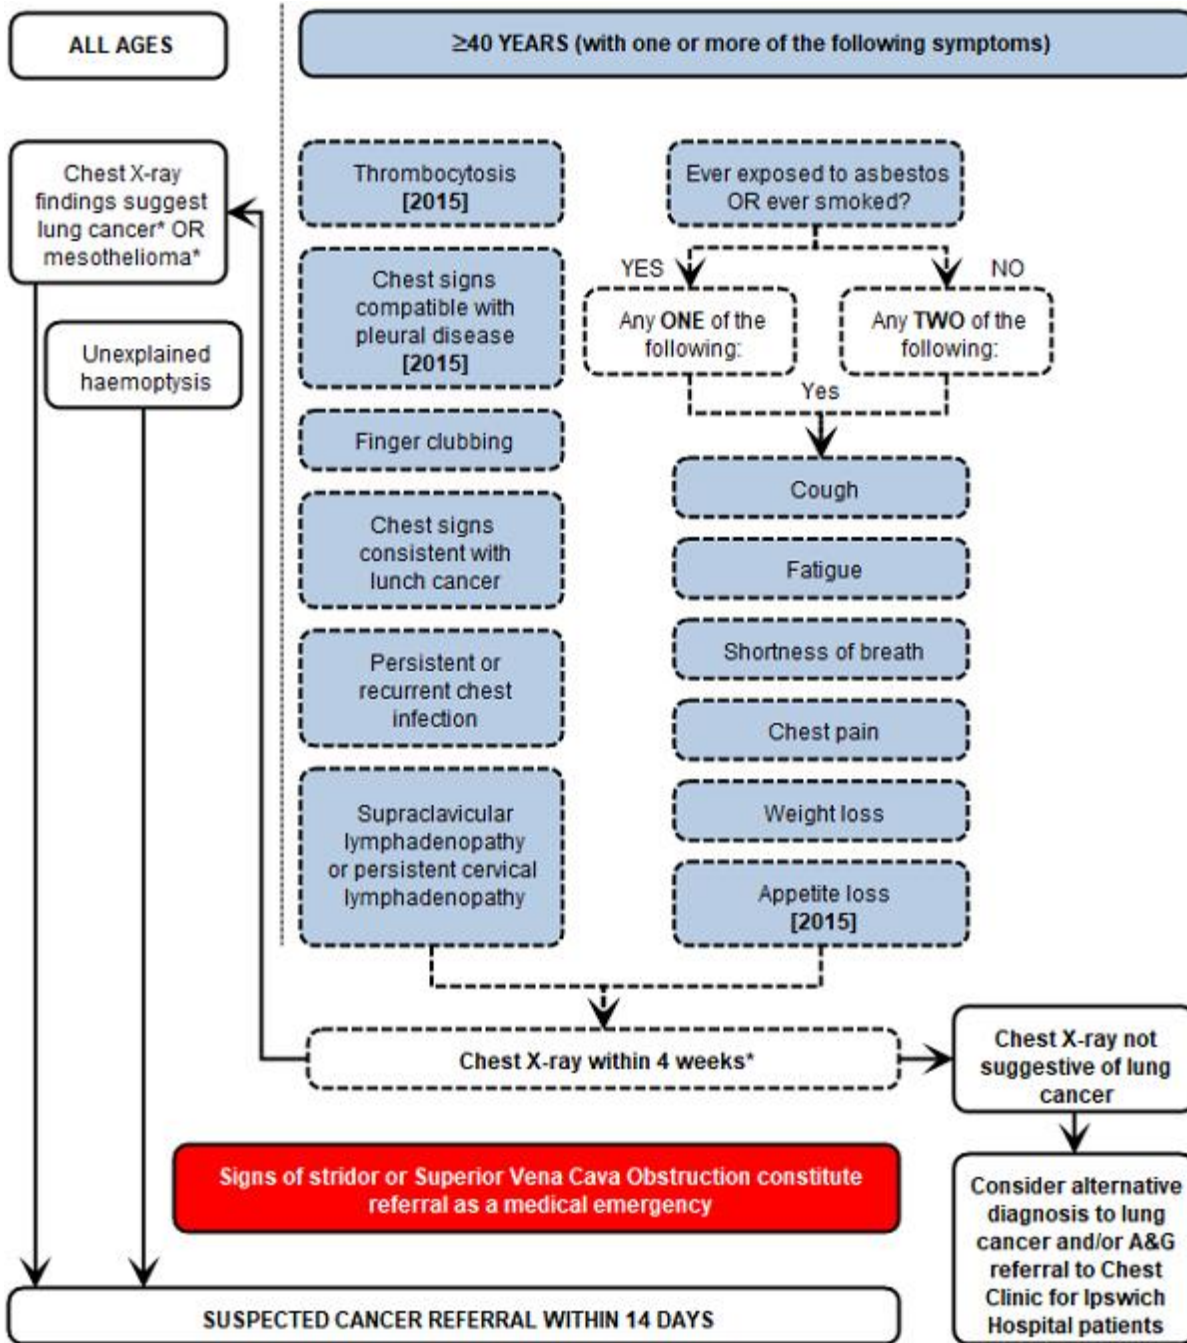 ALL AGES
≥40 YEARS (with one or more of the following symptoms)
Chest X-ray
findings suggest
lung cancer* OR
mesothelioma*
Unexplained
haemoptysis
Thrombocytosis
[2015]
Chest signs
compatible with
pleural disease
[2015]
Finger clubbing
Chest signs
consistent with
lunch cancer
Persistent or
recurrent chest
infection
Supraclavicular
lymphadenopathy
or persistent cervical
lymphadenopathy
Ever exposed to asbestos
OR ever smoked?
YES
NO
Any ONE of the
following:
Any TWO of the
following:
Yes
Cough
Fatigue
Shortness of breath
Chest pain
Weight loss
Appetite loss
[2015]
Chest X-ray within 4 weeks*
Chest X-ray not
suggestive of lung
cancer
Signs of stridor or Superior Vena Cava Obstruction constitute
referral as a medical emergency
Consider alternative
diagnosis to lung
cancer and/or A&G
referral to Chest
Clinic for Ipswich
Hospital patients
SUSPECTED CANCER REFERRAL WITHIN 14 DAYS